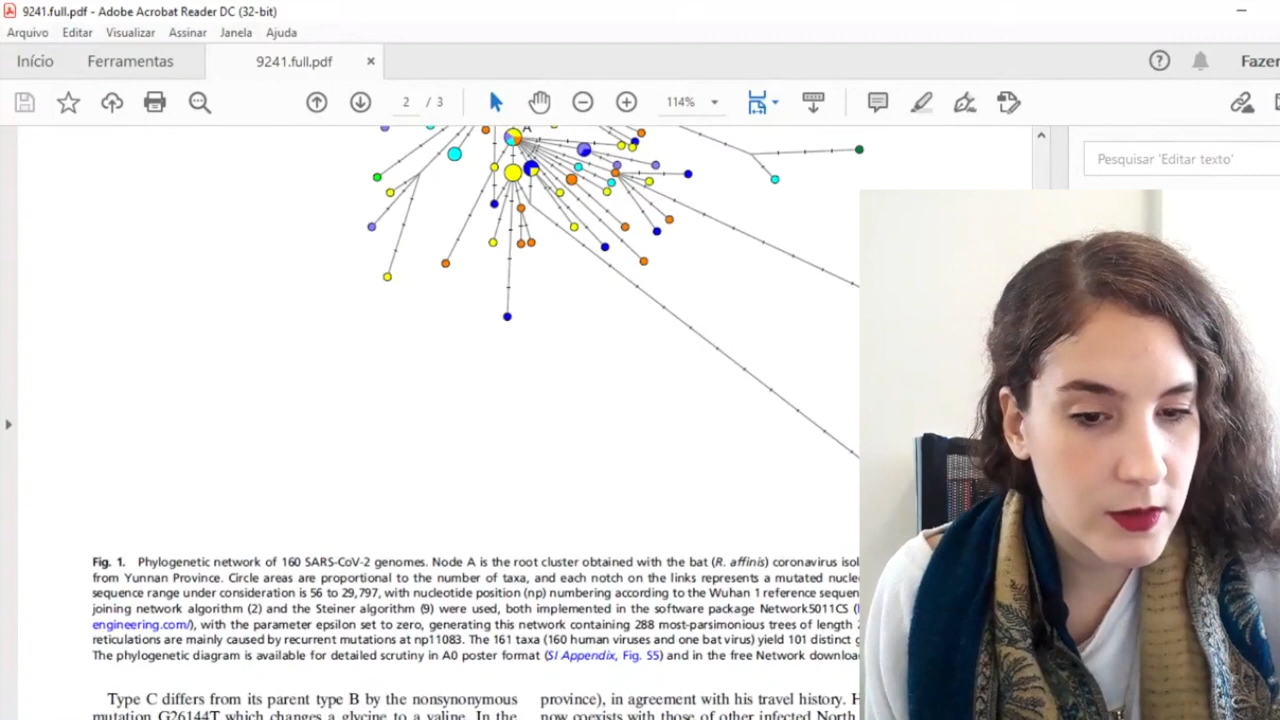 9241.full.pdf - Adobe Acrobat Reader DC (32-bit)
Arquivo Editar Visualizar Assinar Janela Ajuda
Início Ferramentas 9241.full.pdf × ? Fazer
2 / 3 114%
Pesquisar 'Editar texto'
A
Fig. 1. Phylogenetic network of 160 SARS-CoV-2 genomes. Node A is the root cluster obtained with the bat (R. affinis) coronavirus
from Yunnan Province. Circle areas are proportional to the number of taxa, and each notch on the links represents a mutated
sequence range under consideration is 56 to 29,797, with nucleotide position (np) numbering according to the Wuhan 1 reference
joining network algorithm (2) and the Steiner algorithm (9) were used, both implemented in the software package Network5011CS
engineering.com/), with the parameter epsilon set to zero, generating this network containing 288 most-parsimonious trees of length
reticulations are mainly caused by recurrent mutations at np11083. The 161 taxa (160 human viruses and one bat virus) yield 101 distinct
The phylogenetic diagram is available for detailed scrutiny in A0 poster format (SI Appendix, Fig. S5) and in the free Network
Type C differs from its parent type B by the nonsynonymous
mutation G26144T which changes a glycine to a valine. In the
province), in agreement with his travel history.
now coexists with those of other infected North